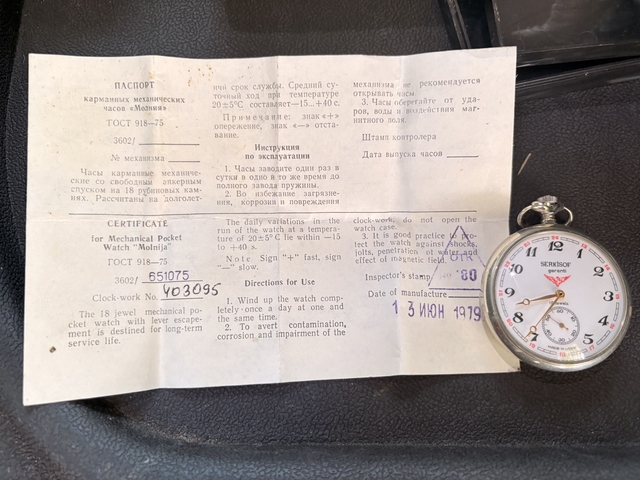 ПАСПОРТ
карманных механических
часов «Молния»
ГОСТ 918—75
3602/
№ механизма
Часы карманные механиче-
ские со свободным анкерным
спуском на 18 рубиновых кам-
нях. Рассчитаны на долголет-
ний срок службы. Средний су-
точный ход при температуре
20±5°С составляет —15...+40 с.
Примечание: знак «+»
опережение, знак «—» отста-
вание.
Инструкция
по эксплуатации
1. Часы заводите один раз в
сутки в одно и то же время до
полного завода пружины.
2. Во избежание загрязне-
ния, коррозии и повреждения
механизма не рекомендуется
открывать часы.
3. Часы оберегайте от уда-
ров, воды и воздействия маг-
нитного поля.
Штамп контролера
Дата выпуска часов
CERTIFICATE
for Mechanical Pocket
Watch "Molnija"
ГОСТ 918—75
3602/ 651075
Clock-work No. 403095
The 18 jewel mechanical po-
cket watch with lever escape-
ment is destined for long-term
service life.
The daily variations in the
run of the watch at a tempera-
ture of 20±5°C lie within —15
to +40 s.
Note. Sign "+" fast, sign
"—" slow.
Directions for Use
1. Wind up the watch comp-
letely once a day at one and
the same time.
2. To avert contamination,
corrosion and impairment of the
clock-work, do not open the
watch case.
3. It is good practice to pro-
tect the watch against shocks,
jolts, penetration of water and
effect of magnetic field.
Inspector's stamp 80
Date of manufacture
1 3 ИЮН 1979
SERKISOF
garanti
12
1
2
3
4
5
7
8
9
10
11
60
30